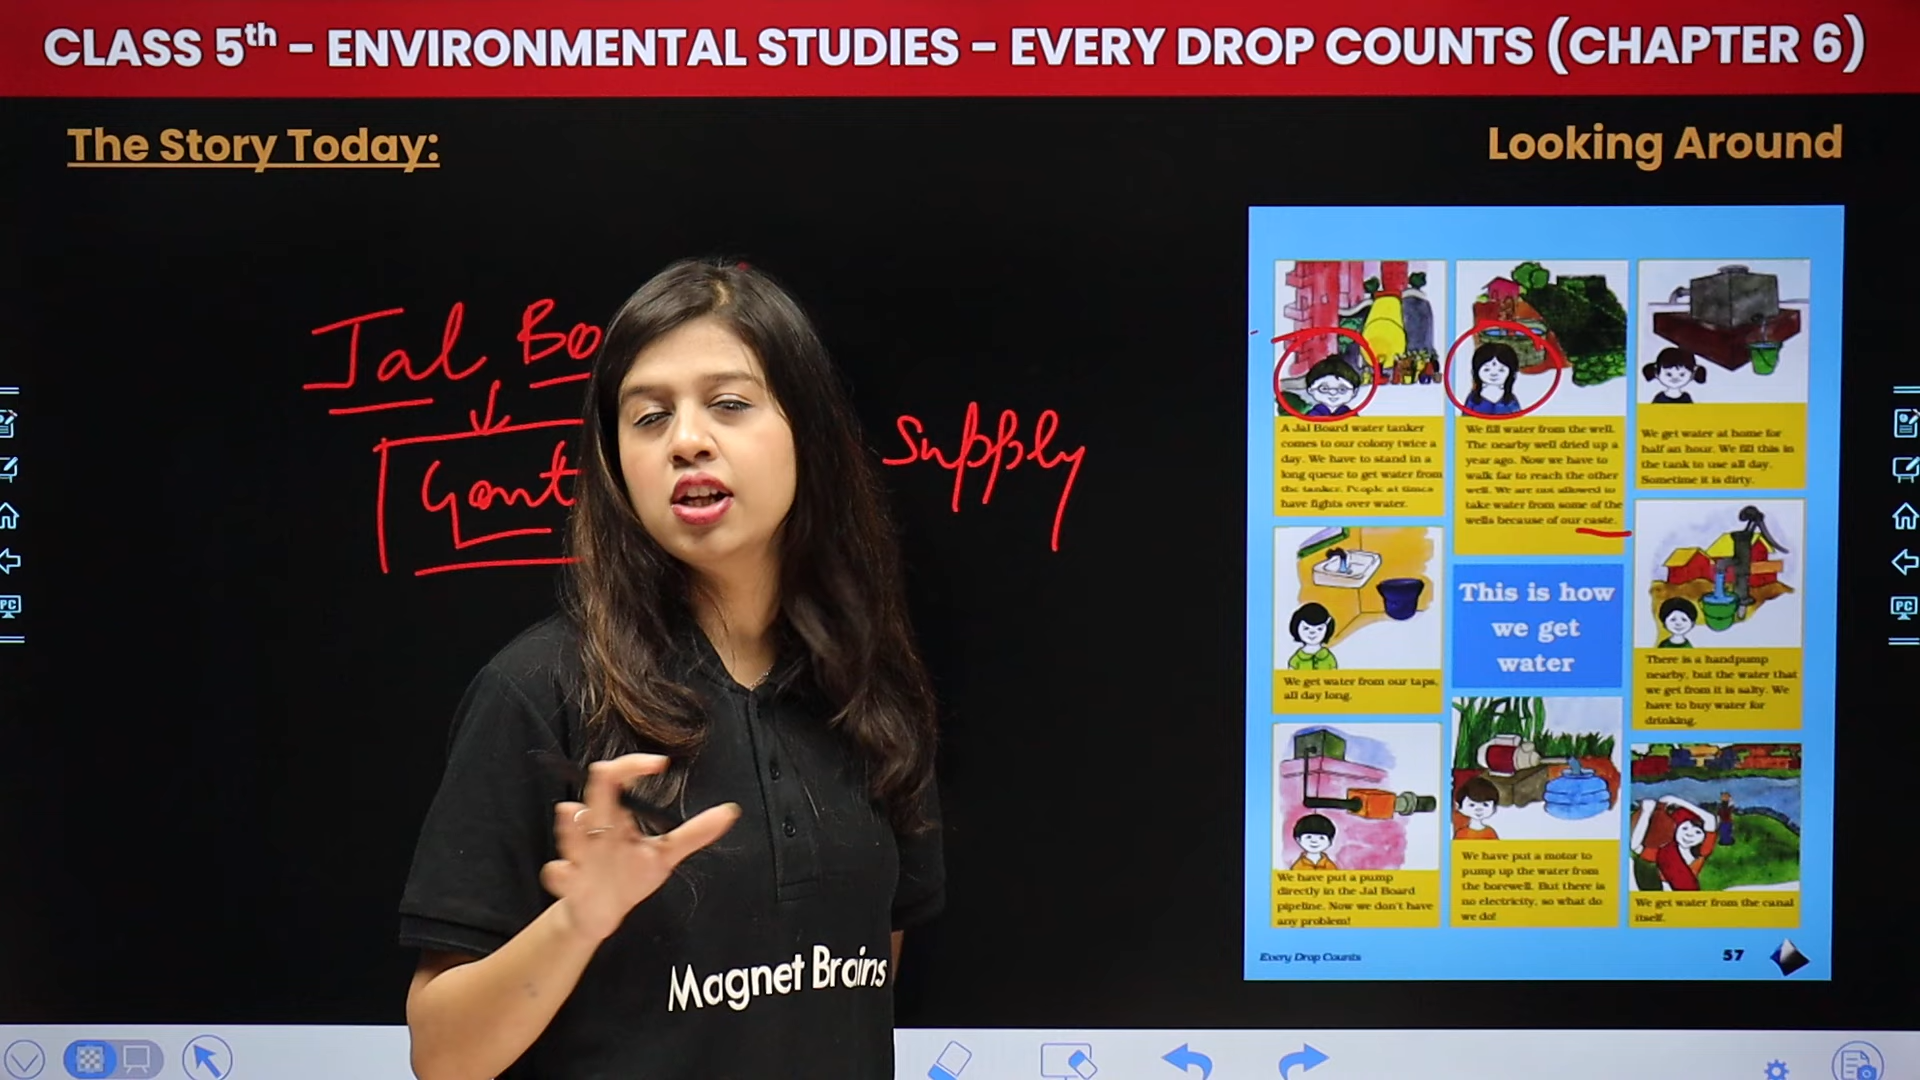 CLASS 5th - ENVIRONMENTAL STUDIES - EVERY DROP COUNTS (CHAPTER 6)
The Story Today:
Looking Around
Jal Bo
Govt
Supply
A Jal Board water tanker
comes to our colony twice a
day. We have to stand in a
long queue to get water from
the tanker. People at times
have fights over water.
We fill water from the well.
The nearby well dried up a
year ago. Now we have to
walk far to reach the other
well. We are not allowed to
take water from some of the
wells because of our caste.
We get water at home for
half an hour. We fill this in
the tank to use all day.
Sometime it is dirty.
We get water from our taps,
all day long.
This is how
we get
water
There is a handpump
nearby, but the water that
we get from it is salty. We
have to buy water for
drinking.
We have put a pump
directly in the Jal Board
pipeline. Now we don't have
any problem!
We have put a motor to
pump up the water from
the borewell. But there is
no electricity, so what do
we do!
We get water from the canal
itself.
Every Drop Counts
57
Magnet Brains
PC
PC